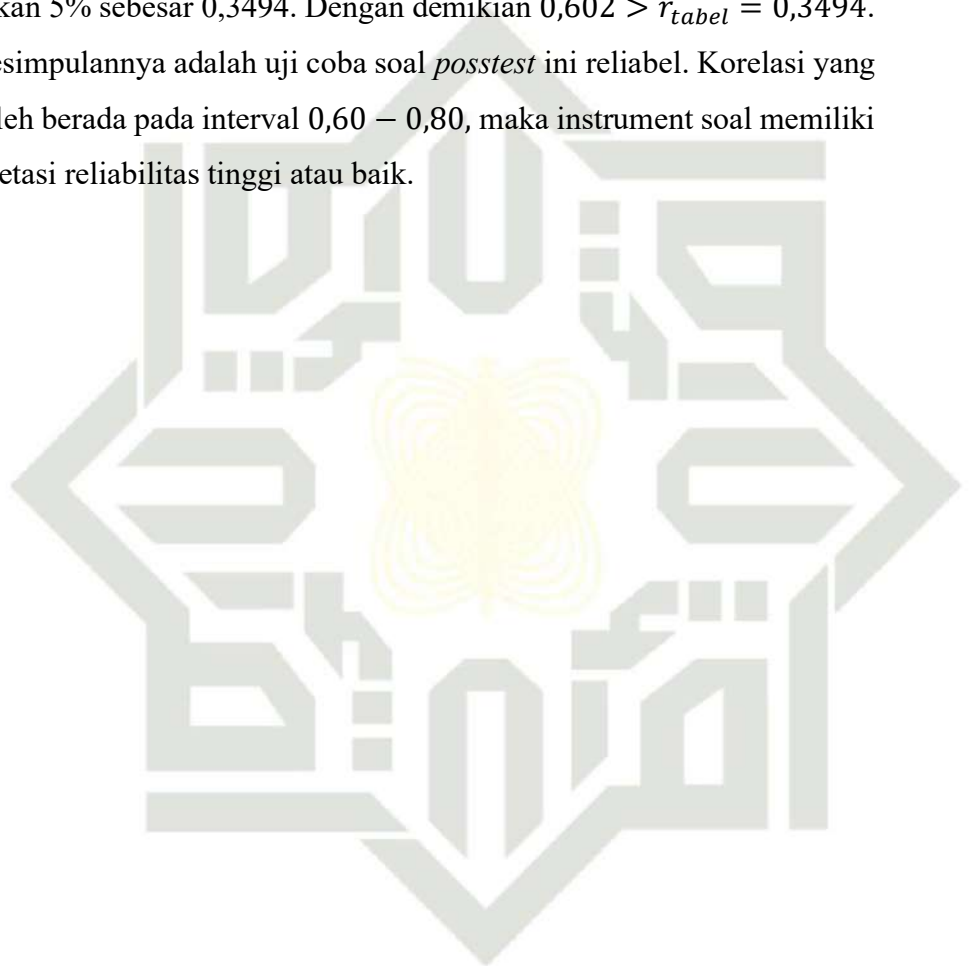 kan 5% sebesar 0,3494. Dengan demikian 0,602 > r_tabel = 0,3494.
esimpulannya adalah uji coba soal posstest ini reliabel. Korelasi yang
leh berada pada interval 0,60 − 0,80, maka instrument soal memiliki
etasi reliabilitas tinggi atau baik.